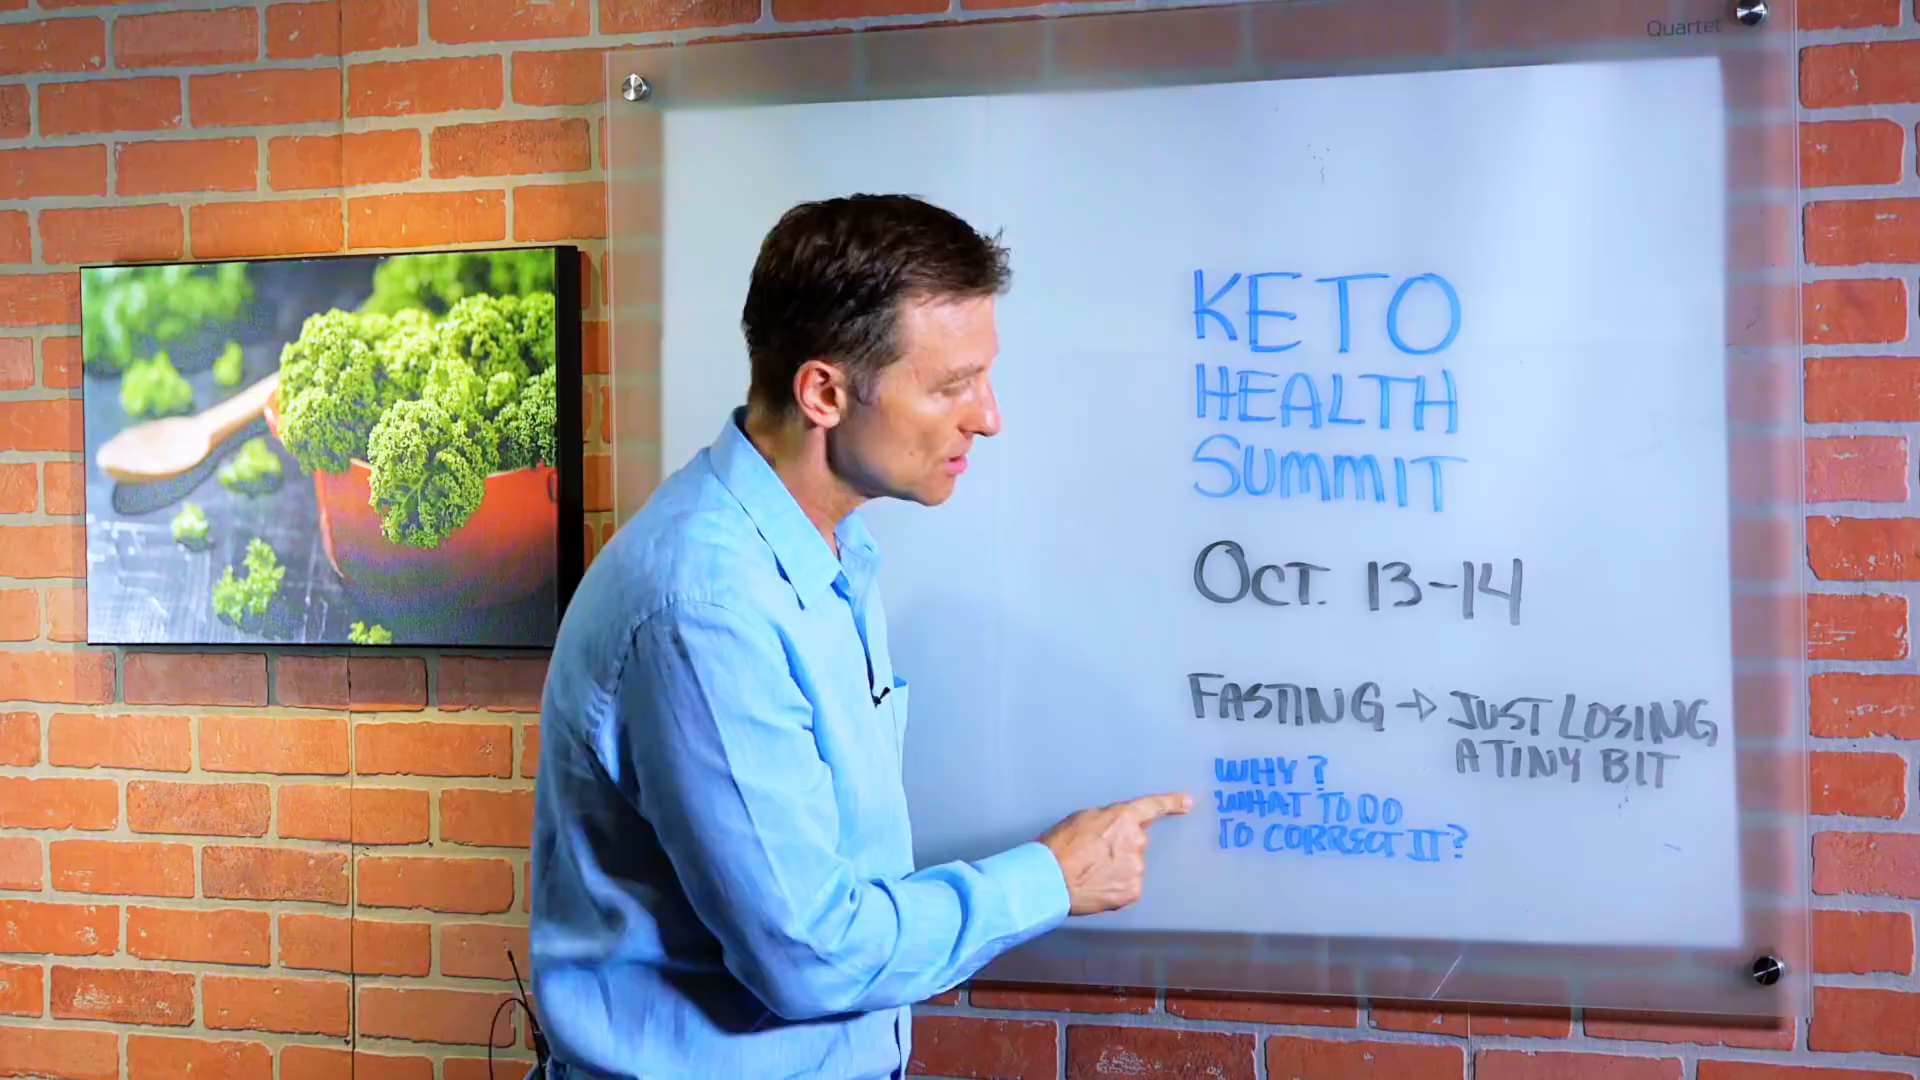 Quartet
KETO
HEALTH
SUMMIT
OCT. 13-14
FASTING → JUST LOSING
A TINY BIT
WHY?
WHAT TO DO
TO CORRECT IT?